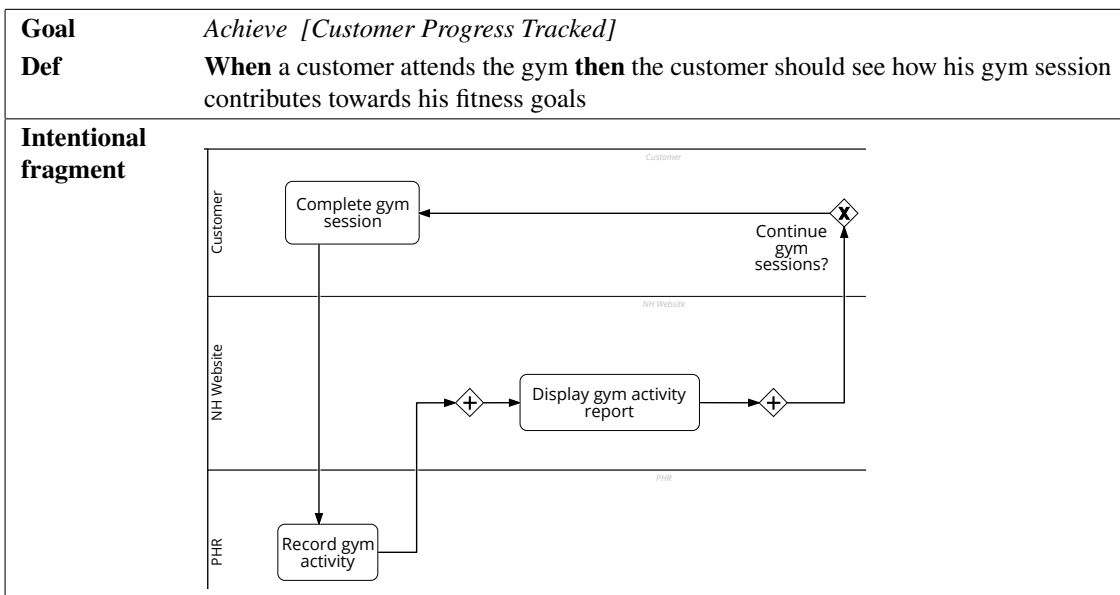 Goal Achieve [Customer Progress Tracked]
Def When a customer attends the gym then the customer should see how his gym session
contributes towards his fitness goals
Intentional
fragment
Customer
Customer
Complete gym
session
Continue
gym
sessions?
NH Website
NH Website
Display gym activity
report
PHR
PHR
Record gym
activity